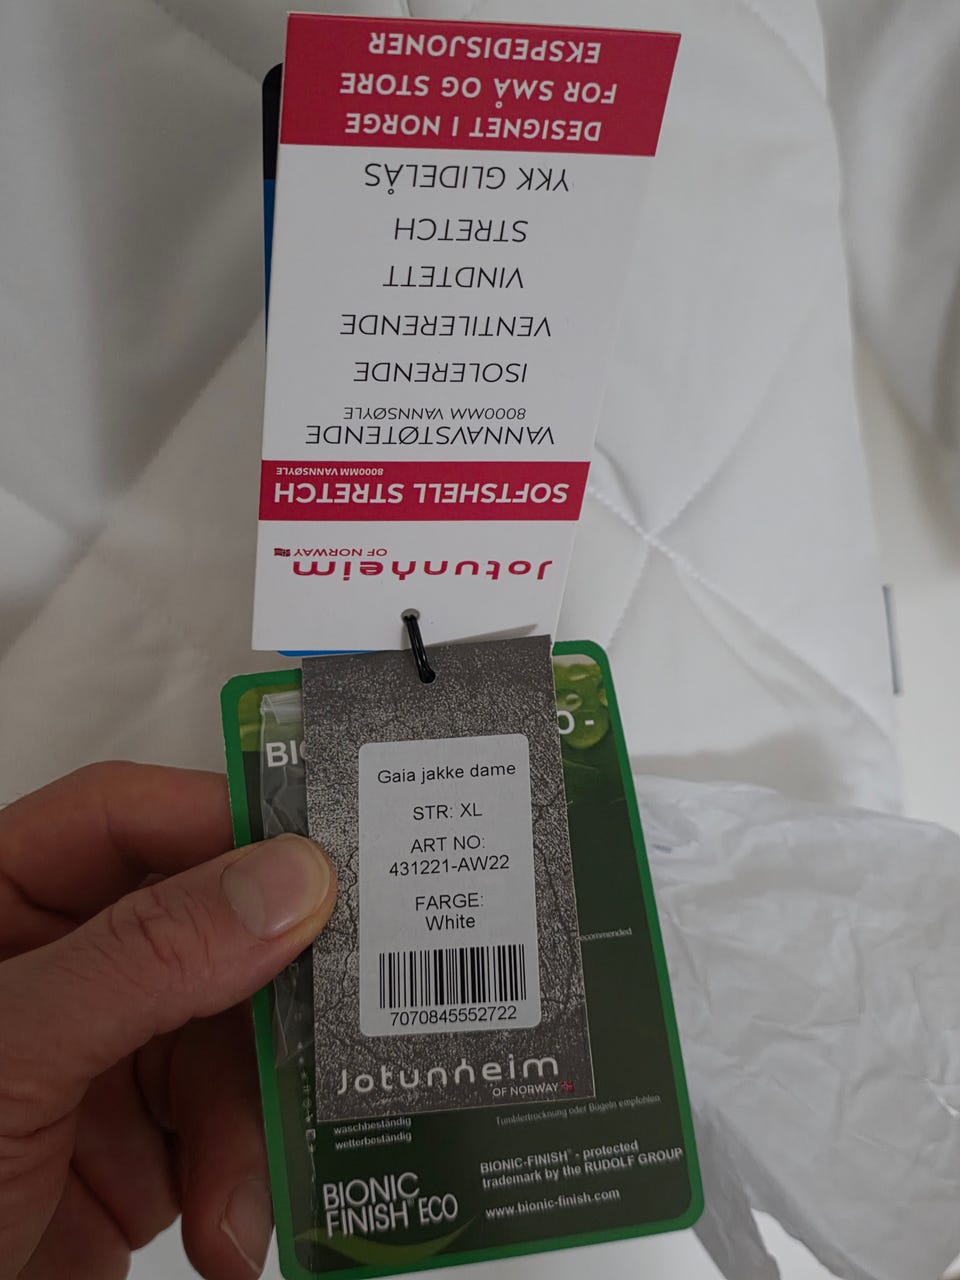 Jotunheim
OF NORWAY
SOFTSHELL STRETCH
8000MM VANNSØYLE
VANNAVSTØTENDE
8000MM VANNSØYLE
ISOLERENDE
VENTILERENDE
VINDTETT
STRETCH
YKK GLIDELÅS
DESIGNET I NORGE
FOR SMÅ OG STORE
EKSPEDISJONER
Gaia jakke dame
STR: XL
ART NO:
431221-AW22
FARGE:
White
7070845552722
Jotunheim
OF NORWAY
recommended
waschbeständig
wetterbeständig
Tumblertrocknung oder Bügeln empfohlen
BIONIC
FINISH® ECO
BIONIC-FINISH® - protected
trademark by the RUDOLF GROUP
www.bionic-finish.com